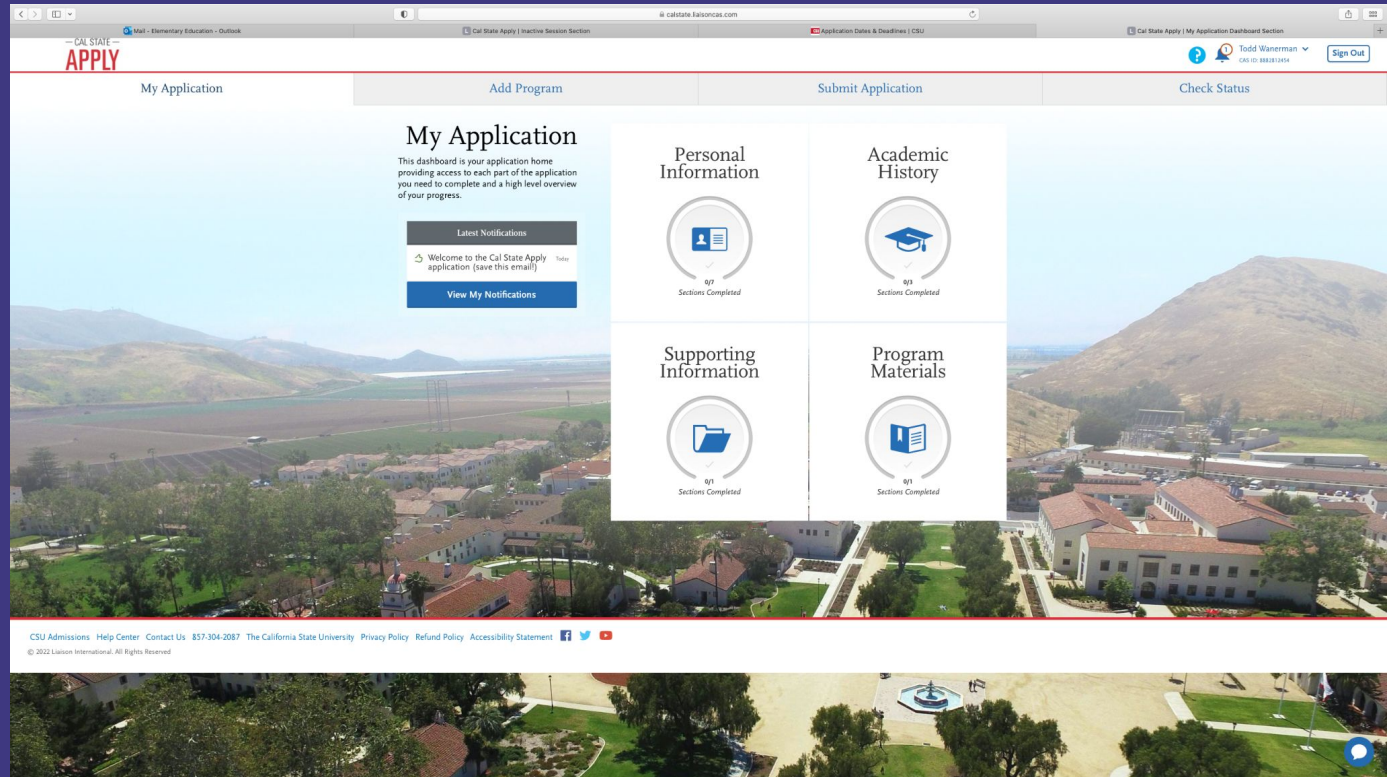 calstate.liaisoncas.com
Mail - Elementary Education - Outlook
Cal State Apply | Inactive Session Section
Application Dates & Deadlines | CSU
Cal State Apply | My Application Dashboard Section
CAL STATE
APPLY
?
1
Todd Wanerman
CAS ID: 8882813454
Sign Out
My Application
Add Program
Submit Application
Check Status
My Application
This dashboard is your application home
providing access to each part of the application
you need to complete and a high level overview
of your progress.
Latest Notifications
Welcome to the Cal State Apply
application (save this email!)
Today
View My Notifications
Personal
Information
0/7
Sections Completed
Academic
History
0/3
Sections Completed
Supporting
Information
0/1
Sections Completed
Program
Materials
0/1
Sections Completed
CSU Admissions Help Center Contact Us 857-304-2087 The California State University Privacy Policy Refund Policy Accessibility Statement
© 2022 Liaison International. All Rights Reserved